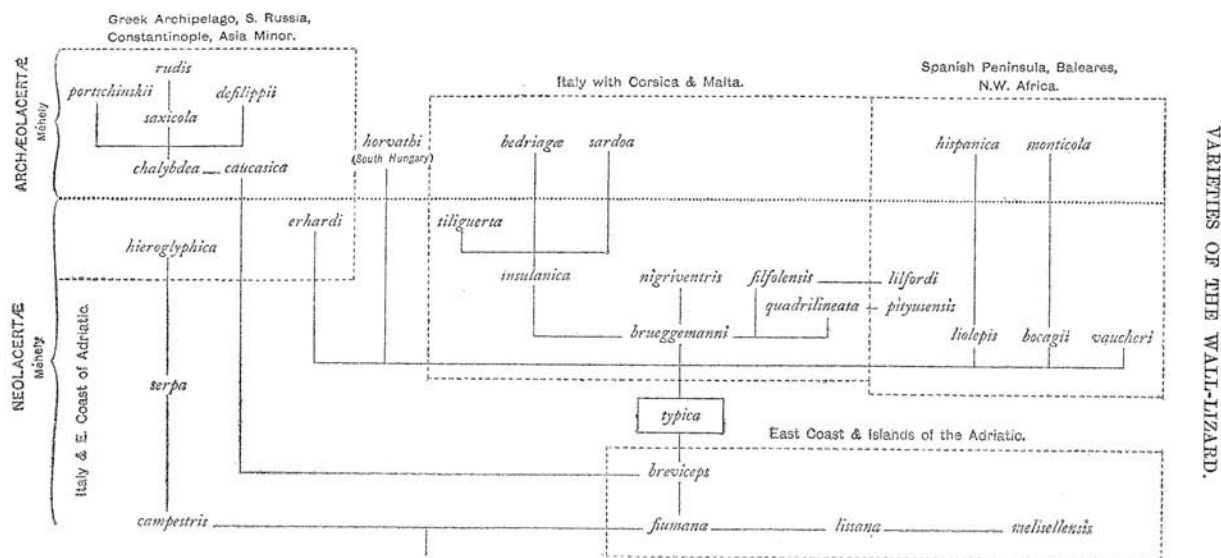 Greek Archipelago, S. Russia,
Constantinople, Asia Minor.
ARCHÆOLACERTÆ
Méhely
rudis
portschinskii
defilippii
saxicola
chalybdea
caucasica
horvathi
(South Hungary)
Italy with Corsica & Malta.
bedriagæ
sardoa
Spanish Peninsula, Baleares,
N.W. Africa.
hispanica
monticola
VARIETIES OF THE WALL-LIZARD.
NEOLACERTÆ
Méhely
Italy & E. Coast of Adriatic.
hieroglyphica
erhardi
tiliguerta
insulanica
nigriventris
filfolensis
lilfordi
quadrilineata
pityusensis
brueggemanni
liolepis
bocagii
vaucheri
serpa
typica
East Coast & Islands of the Adriatic.
breviceps
campestris
fiumana
lissana
melisellensis